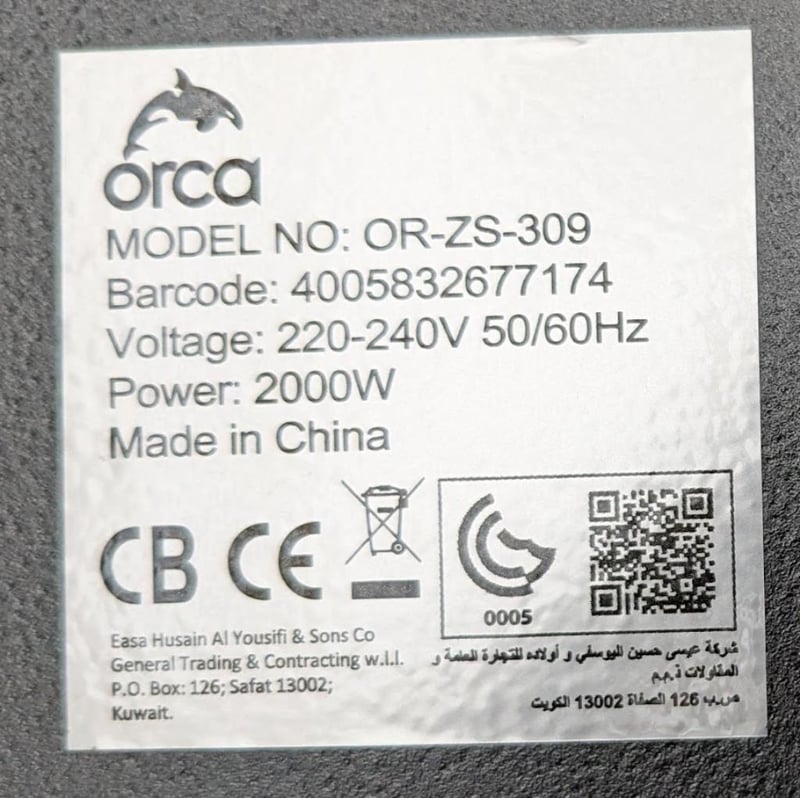 orca
MODEL NO: OR-ZS-309
Barcode: 4005832677174
Voltage: 220-240V 50/60Hz
Power: 2000W
Made in China
CB CE
0005
Easa Husain Al Yousifi & Sons Co
General Trading & Contracting w.l.l.
P.O. Box: 126; Safat 13002;
Kuwait.
شركة عيسى حسين اليوسفي و أولاده للتجارة العامة و
المقاولات ذ.م.م
ص.ب 126 الصفاة 13002 الكويت